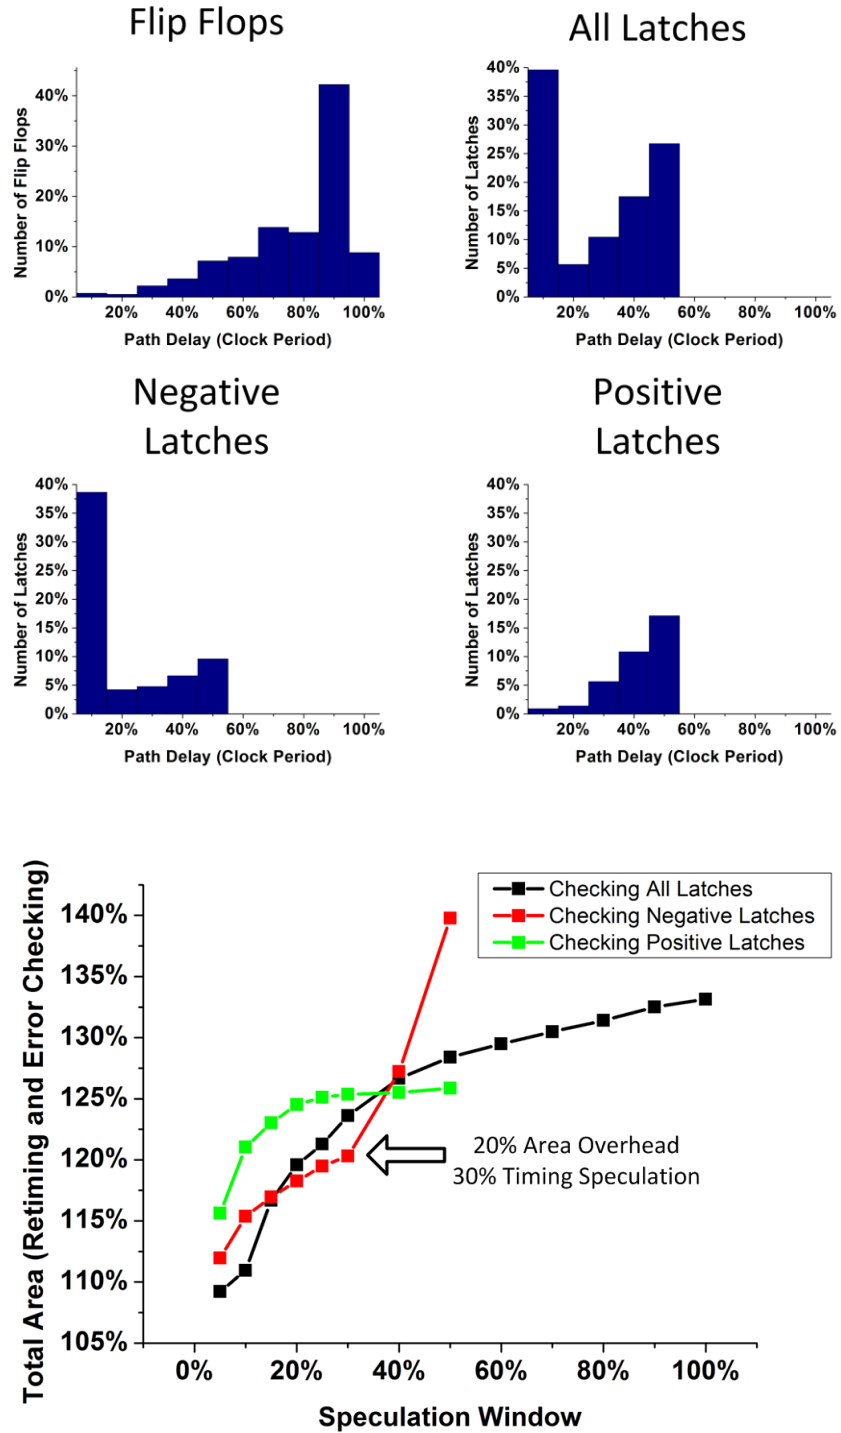 Flip Flops
Number of Flip Flops
40%
30%
20%
10%
0%
20% 40% 60% 80% 100%
Path Delay (Clock Period)
All Latches
Number of Latches
40%
35%
30%
25%
20%
15%
10%
5%
0%
20% 40% 60% 80% 100%
Path Delay (Clock Period)
Negative
Latches
Number of Latches
40%
35%
30%
25%
20%
15%
10%
5%
0%
20% 40% 60% 80% 100%
Path Delay (Clock Period)
Positive
Latches
Number of Latches
40%
35%
30%
25%
20%
15%
10%
5%
0%
20% 40% 60% 80% 100%
Path Delay (Clock Period)
Total Area (Retiming and Error Checking)
140%
135%
130%
125%
120%
115%
110%
105%
Checking All Latches
Checking Negative Latches
Checking Positive Latches
20% Area Overhead
30% Timing Speculation
0% 20% 40% 60% 80% 100%
Speculation Window